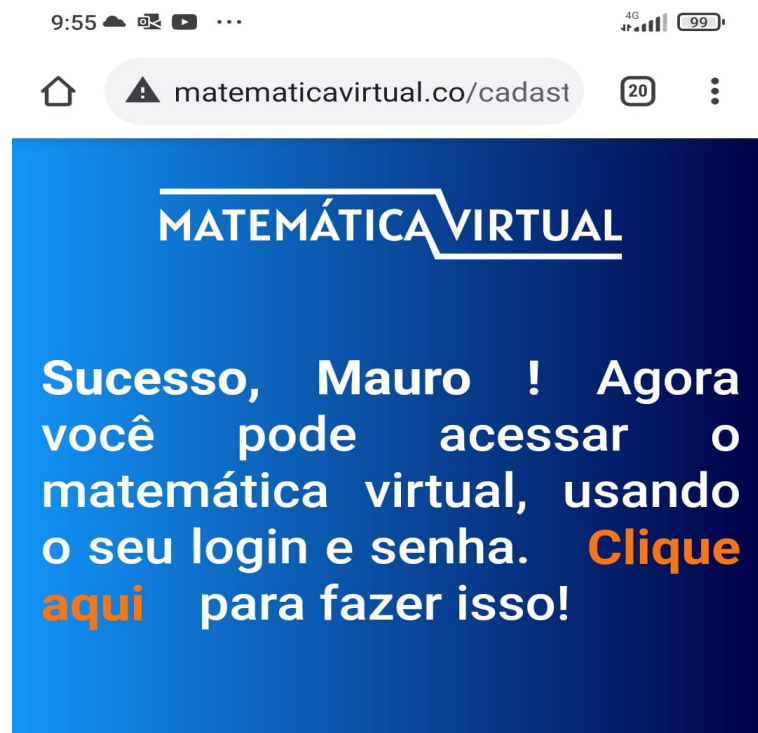 9:55 ... 4G 99
matematicavirtual.co/cadast 20
MATEMÁTICA VIRTUAL
Sucesso, Mauro ! Agora
você pode acessar o
matemática virtual, usando
o seu login e senha. Clique
aqui para fazer isso!